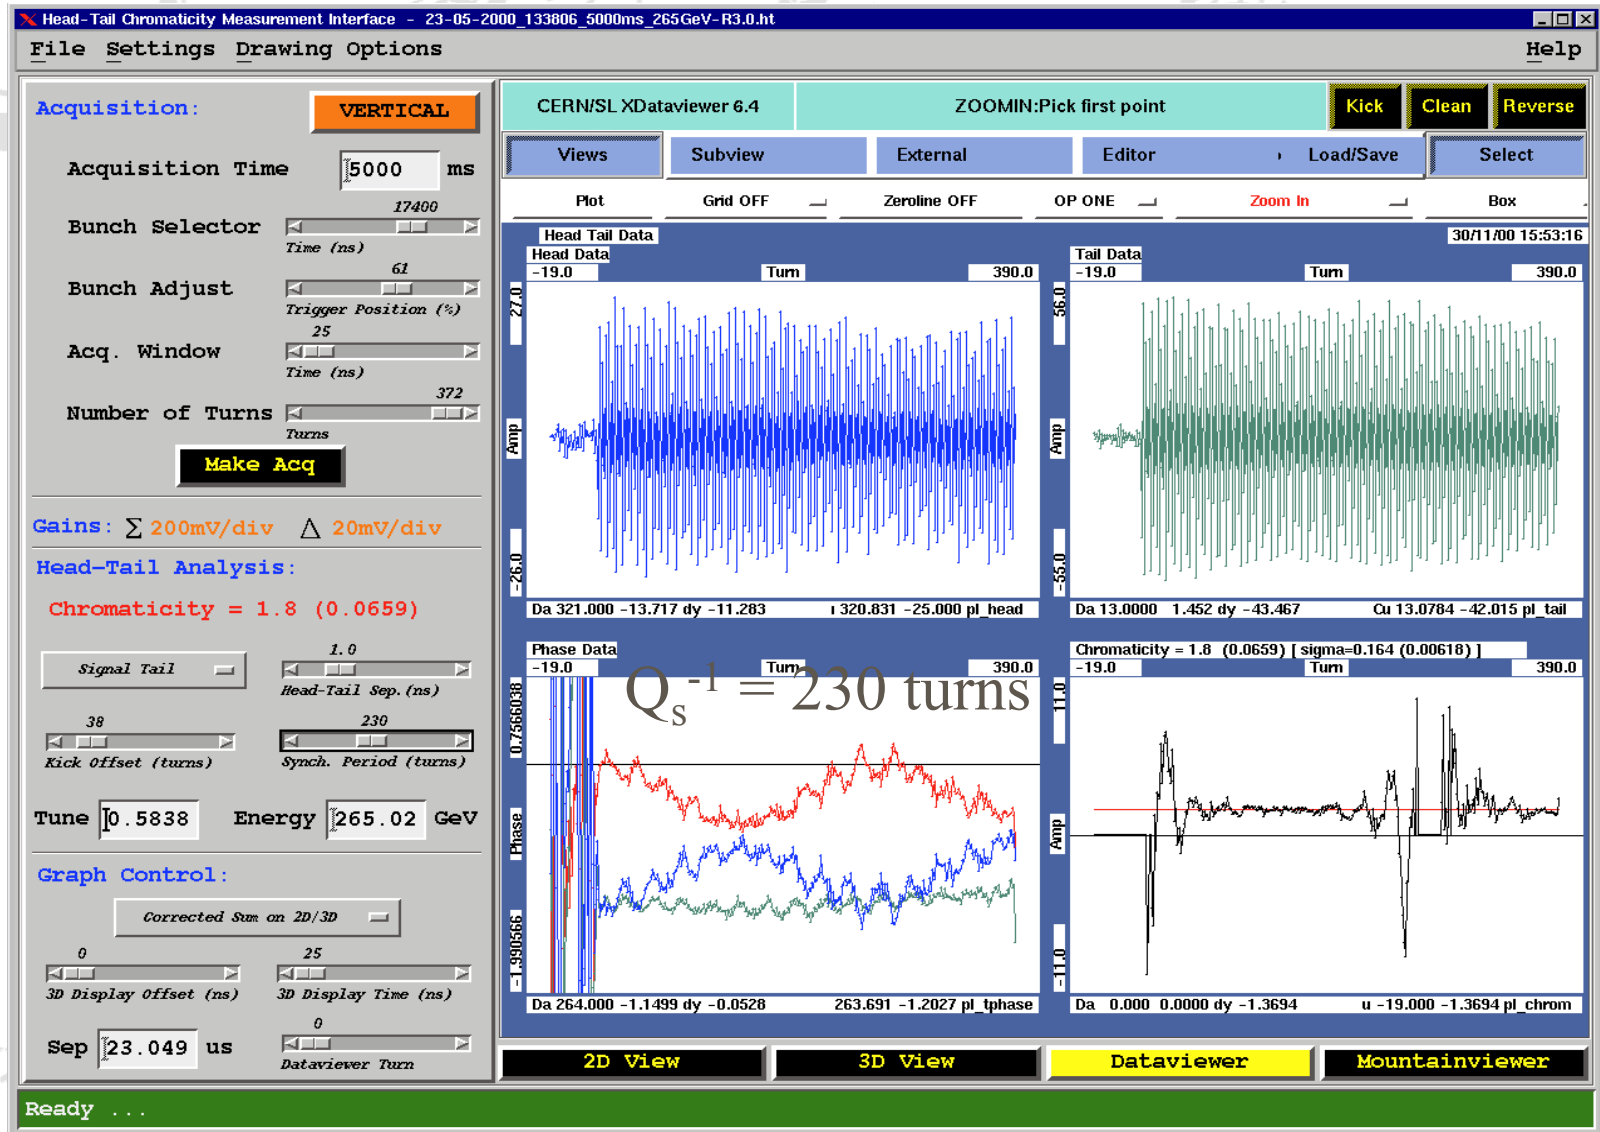 Head-Tail Chromaticity Measurement Interface - 23-05-2000_133806_5000ms_265GeV-R3.0.ht
File Settings Drawing Options Help
Acquisition: VERTICAL
Acquisition Time 5000 ms
17400
Bunch Selector
Time (ns)
61
Bunch Adjust
Trigger Position (%)
25
Acq. Window
Time (ns)
372
Number of Turns
Turns
Make Acq
Gains: Σ 200mV/div Δ 20mV/div
Head-Tail Analysis:
Chromaticity = 1.8 (0.0659)
Signal Tail
1.0
Head-Tail Sep.(ns)
38
Kick Offset (turns)
230
Synch. Period (turns)
Tune 0.5838 Energy 265.02 GeV
Graph Control:
Corrected Sum on 2D/3D
0
3D Display Offset (ns)
25
3D Display Time (ns)
Sep 23.049 us
0
Dataviewer Turn
CERN/SL XDataviewer 6.4 ZOOMIN:Pick first point Kick Clean Reverse
Views Subview External Editor Load/Save Select
Plot Grid OFF Zeroline OFF OP ONE Zoom In Box
Head Tail Data 30/11/00 15:53:16
Head Data
-19.0 Turn 390.0
27.0
Amp
-26.0
Da 321.000 -13.717 dy -11.283 320.831 -25.000 pl_head
Tail Data
-19.0 Turn 390.0
56.0
Amp
-55.0
Da 13.0000 1.452 dy -43.467 Cu 13.0784 -42.015 pl_tail
Phase Data
-19.0 Turn 390.0
Qs⁻¹ = 230 turns
0.7566038
Phase
-1.990566
Da 264.000 -1.1499 dy -0.0528 263.691 -1.2027 pl_tphase
Chromaticity = 1.8 (0.0659) [ sigma=0.164 (0.00618) ]
-19.0 Turn 390.0
11.0
Amp
-11.0
Da 0.000 0.0000 dy -1.3694 u -19.000 -1.3694 pl_chrom
2D View 3D View Dataviewer Mountainviewer
Ready ...